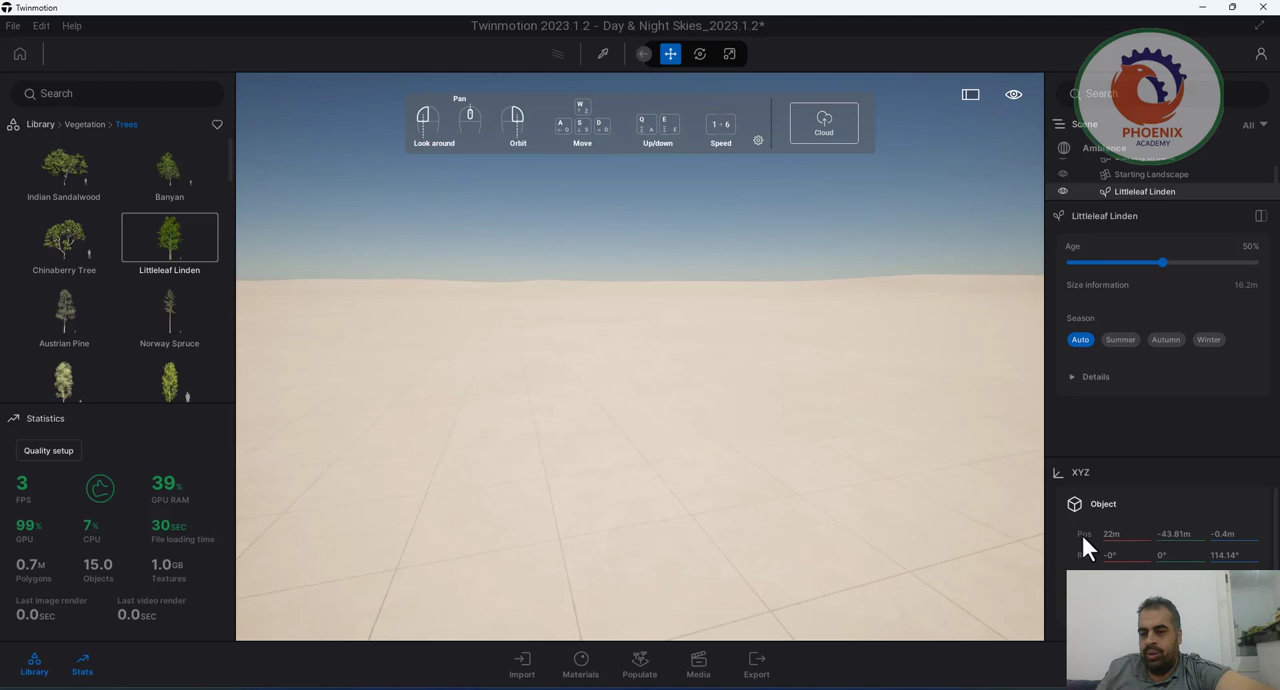 Twinmotion
File Edit Help
Twinmotion 2023.1.2 - Day & Night Skies_2023.1.2*
Search
Library > Vegetation > Trees
Indian Sandalwood
Banyan
Chinaberry Tree
Littleleaf Linden
Austrian Pine
Norway Spruce
Statistics
Quality setup
3
FPS
39%
GPU RAM
99%
GPU
7%
CPU
30SEC
File loading time
0.7M
Polygons
15.0
Objects
1.0GB
Textures
Last image render
0.0SEC
Last video render
0.0SEC
Library
Stats
Pan
Look around
Orbit
W
A S D
Move
Q E
Up/down
1 → 6
Speed
Cloud
Import
Materials
Populate
Media
Export
Search
Scene
All
PHOENIX
ACADEMY
Ambience
Starting Landscape
Littleleaf Linden
Littleleaf Linden
Age 50%
Size information 16.2m
Season
Auto Summer Autumn Winter
Details
XYZ
Object
Pos 22m -43.81m -0.4m
-0° 0° 114.14°